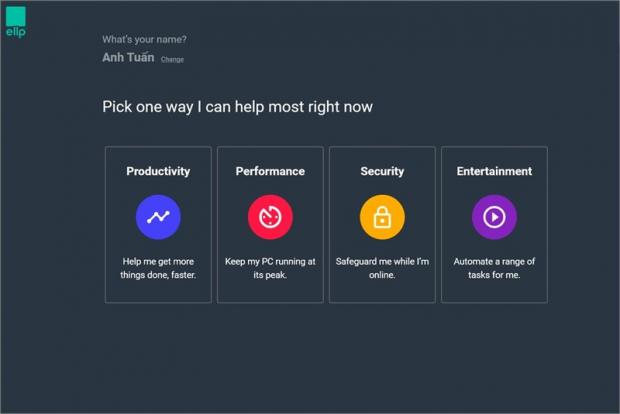 ellp
What's your name?
Anh Tuấn Change
Pick one way I can help most right now
Productivity
Help me get more
things done, faster.
Performance
Keep my PC running at
its peak.
Security
Safeguard me while I'm
online.
Entertainment
Automate a range of
tasks for me.